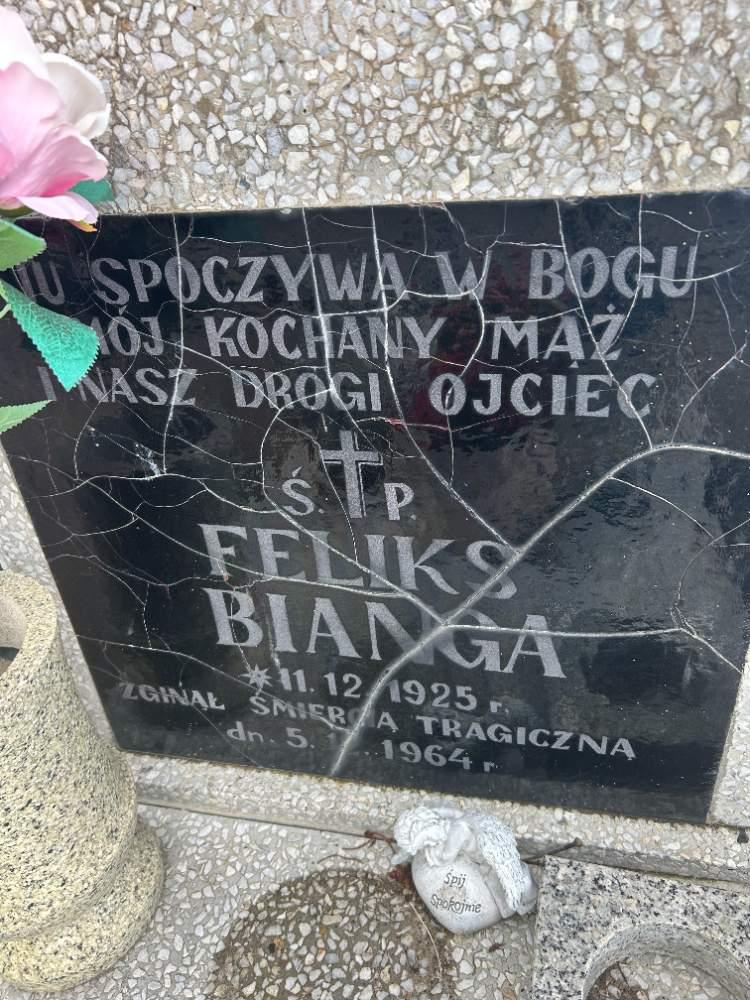 TU SPOCZYWA W BOGU
MÓJ KOCHANY MĄŻ
I NASZ DROGI OJCIEC
Ś. P.
FELIKS
BIANGA
* 11. 12. 1925 r.
ZGINĄŁ ŚMIERCIĄ TRAGICZNĄ
dn. 5. 1964 r
Śpij
Spokojnie